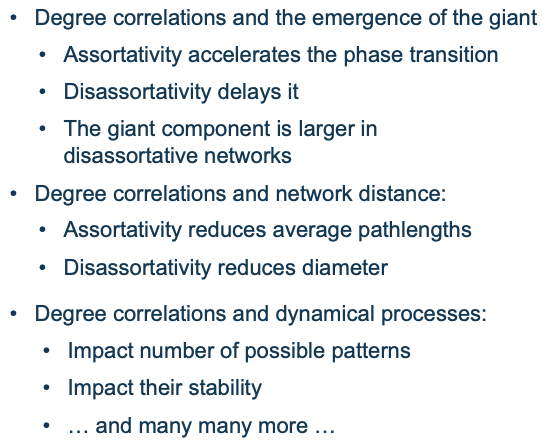 • Degree correlations and the emergence of the giant
• Assortativity accelerates the phase transition
• Disassortativity delays it
• The giant component is larger in
disassortative networks
• Degree correlations and network distance:
• Assortativity reduces average pathlengths
• Disassortativity reduces diameter
• Degree correlations and dynamical processes:
• Impact number of possible patterns
• Impact their stability
• … and many many more …